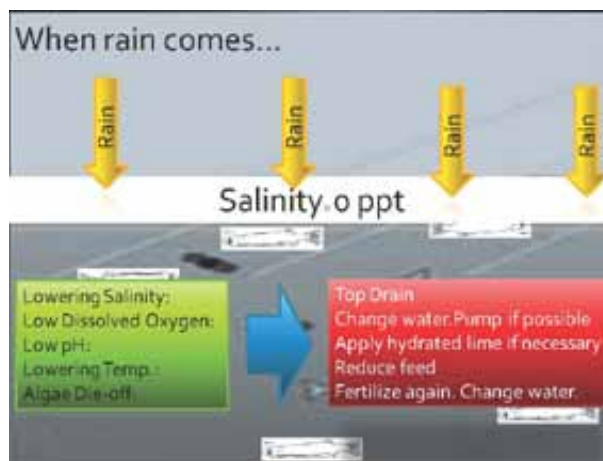 When rain comes...
Rain
Rain
Rain
Rain
Salinity.0 ppt
Lowering Salinity:
Low Dissolved Oxygen:
Low pH:
Lowering Temp.:
Algae Die-off:
Top Drain
Change water.Pump if possible
Apply hydrated lime if necessary
Reduce feed
Fertilize again. Change water.